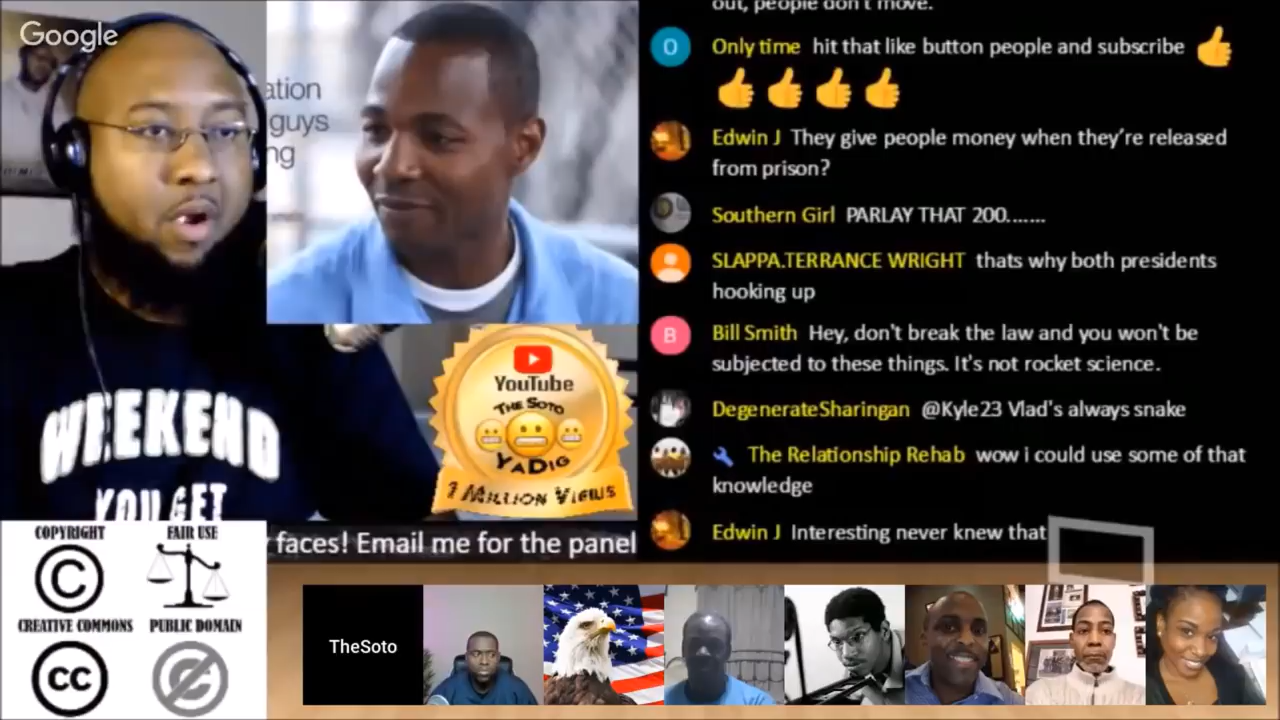 Google
ation
guys
ng
WEEKEND
YOU GET
YouTube
THE SOTO
YADIG
1 MILLION VIEWS
COPYRIGHT
FAIR USE
CREATIVE COMMONS
PUBLIC DOMAIN
faces! Email me for the panel
out, people don't move.
O
Only time hit that like button people and subscribe
Edwin J They give people money when they're released
from prison?
Southern Girl PARLAY THAT 200.......
SLAPPA.TERRANCE WRIGHT thats why both presidents
hooking up
B
Bill Smith Hey, don't break the law and you won't be
subjected to these things. It's not rocket science.
DegenerateSharingan @Kyle23 Vlad's always snake
The Relationship Rehab wow i could use some of that
knowledge
Edwin J Interesting never knew that
TheSoto